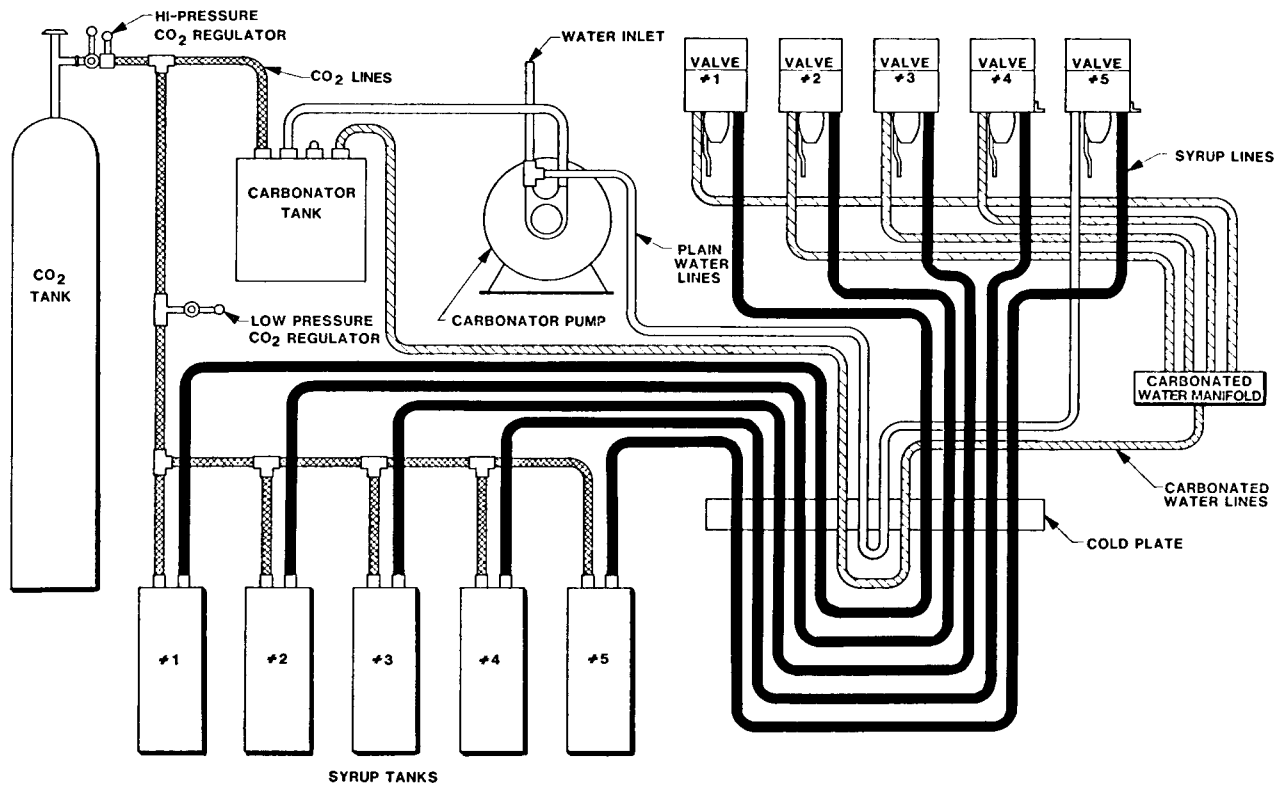 HI-PRESSURE
CO2 REGULATOR
CO2 LINES
WATER INLET
VALVE
#1
VALVE
#2
VALVE
#3
VALVE
#4
VALVE
#5
SYRUP LINES
CARBONATOR
TANK
CO2
TANK
PLAIN
WATER
LINES
CARBONATOR PUMP
LOW PRESSURE
CO2 REGULATOR
CARBONATED
WATER MANIFOLD
CARBONATED
WATER LINES
COLD PLATE
#1
#2
#3
#4
#5
SYRUP TANKS